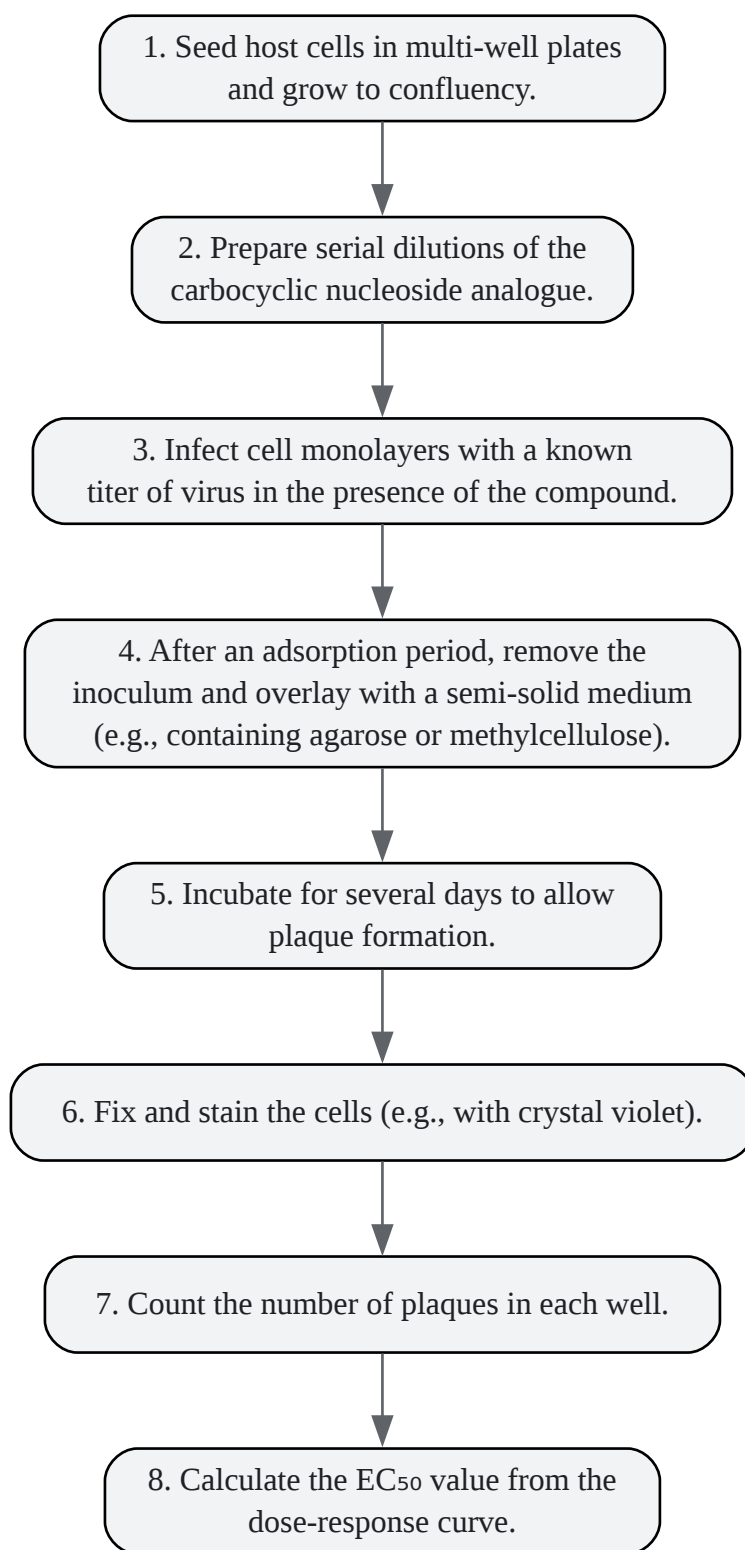 1. Seed host cells in multi-well plates
and grow to confluency.
2. Prepare serial dilutions of the
carbocyclic nucleoside analogue.
3. Infect cell monolayers with a known
titer of virus in the presence of the compound.
4. After an adsorption period, remove the
inoculum and overlay with a semi-solid medium
(e.g., containing agarose or methylcellulose).
5. Incubate for several days to allow
plaque formation.
6. Fix and stain the cells (e.g., with crystal violet).
7. Count the number of plaques in each well.
8. Calculate the EC₅₀ value from the
dose-response curve.